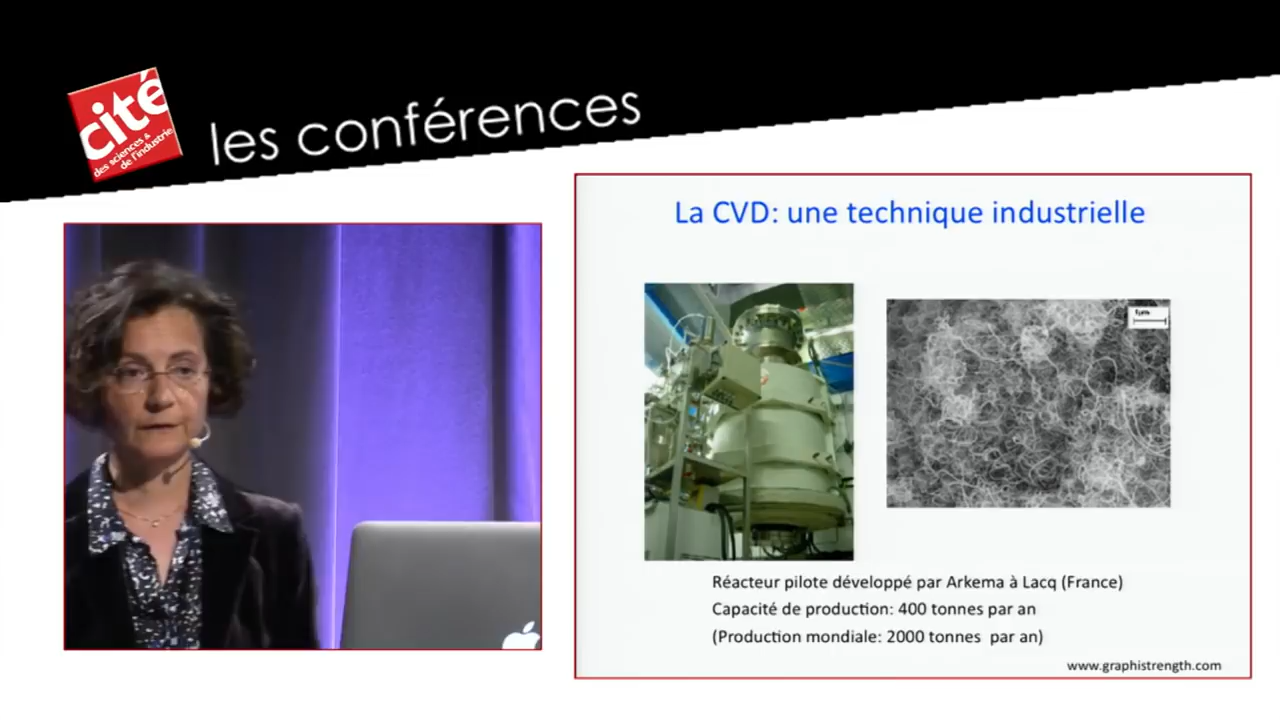 cité
des sciences &
de l'industrie
les conférences
La CVD: une technique industrielle
1µm
Réacteur pilote développé par Arkema à Lacq (France)
Capacité de production: 400 tonnes par an
(Production mondiale: 2000 tonnes par an)
www.graphistrength.com